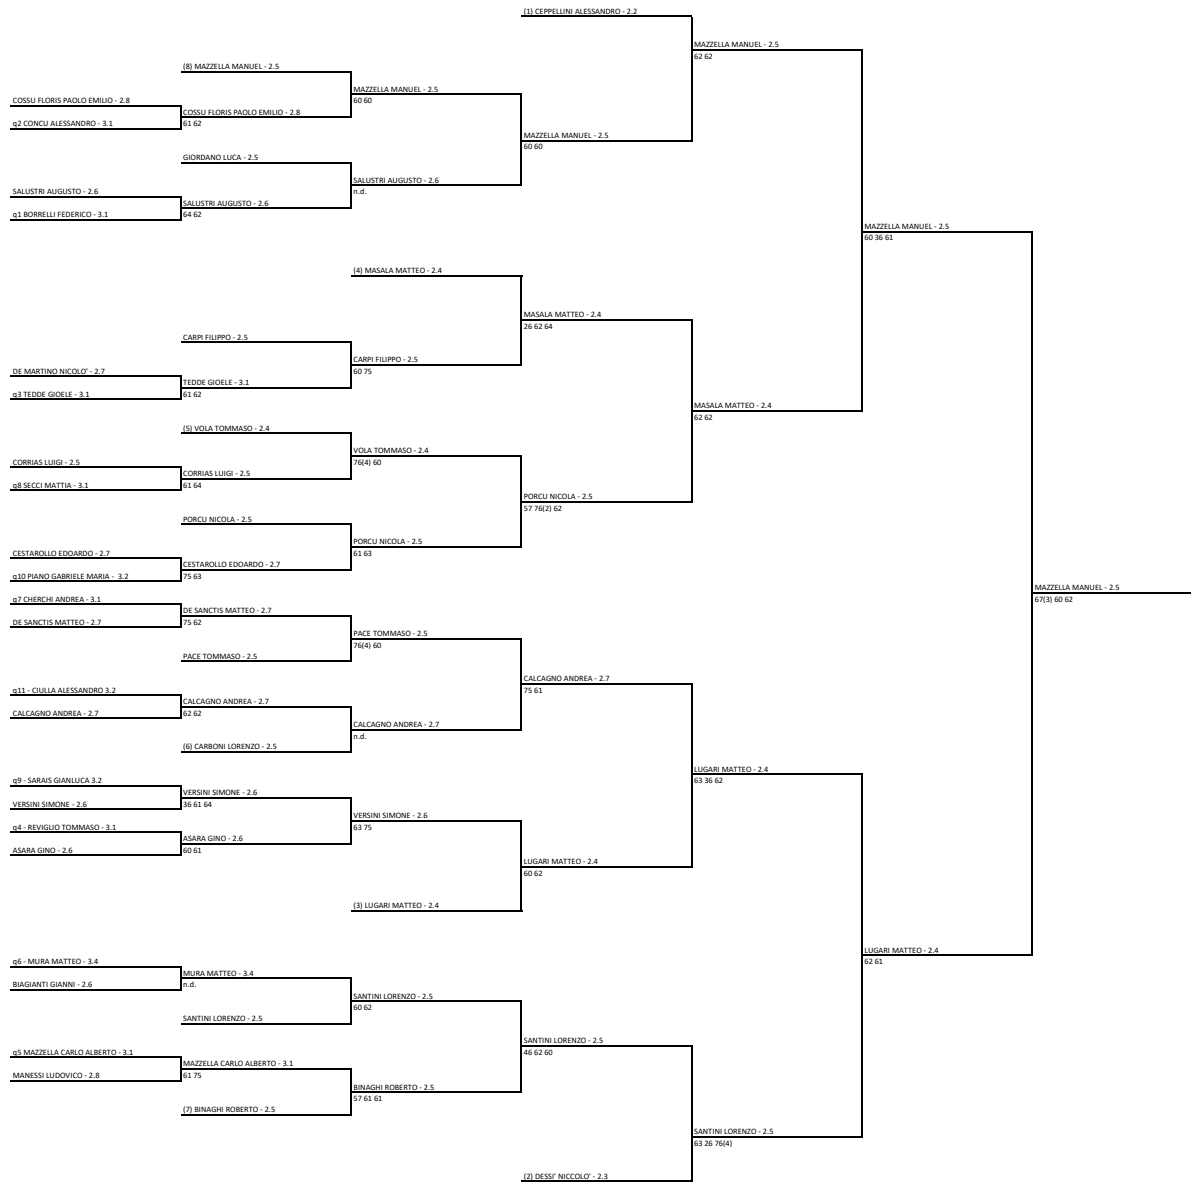 (1) CEPPELLINI ALESSANDRO - 2.2
MAZZELLA MANUEL - 2.5
62 62
(8) MAZZELLA MANUEL - 2.5
MAZZELLA MANUEL - 2.5
60 60
COSSU FLORIS PAOLO EMILIO - 2.8
COSSU FLORIS PAOLO EMILIO - 2.8
q2 CONCU ALESSANDRO - 3.1
61 62
MAZZELLA MANUEL - 2.5
60 60
GIORDANO LUCA - 2.5
SALUSTRI AUGUSTO - 2.6
n.d.
SALUSTRI AUGUSTO - 2.6
SALUSTRI AUGUSTO - 2.6
q1 BORRELLI FEDERICO - 3.1
64 62
MAZZELLA MANUEL - 2.5
60 36 61
(4) MASALA MATTEO - 2.4
MASALA MATTEO - 2.4
26 62 64
CARPI FILIPPO - 2.5
CARPI FILIPPO - 2.5
60 75
DE MARTINO NICOLO' - 2.7
TEDDE GIOELE - 3.1
q3 TEDDE GIOELE - 3.1
61 62
MASALA MATTEO - 2.4
62 62
(5) VOLA TOMMASO - 2.4
VOLA TOMMASO - 2.4
76(4) 60
CORRIAS LUIGI - 2.5
CORRIAS LUIGI - 2.5
q8 SECCI MATTIA - 3.1
61 64
PORCU NICOLA - 2.5
57 76(2) 62
PORCU NICOLA - 2.5
PORCU NICOLA - 2.5
61 63
CESTAROLLO EDOARDO - 2.7
CESTAROLLO EDOARDO - 2.7
q10 PIANO GABRIELE MARIA -  3.2
75 63
MAZZELLA MANUEL - 2.5
67(3) 60 62
q7 CHERCHI ANDREA - 3.1
DE SANCTIS MATTEO - 2.7
DE SANCTIS MATTEO - 2.7
75 62
PACE TOMMASO - 2.5
76(4) 60
PACE TOMMASO - 2.5
CALCAGNO ANDREA - 2.7
75 61
q11 - CIULLA ALESSANDRO 3.2
CALCAGNO ANDREA - 2.7
CALCAGNO ANDREA - 2.7
62 62
CALCAGNO ANDREA - 2.7
n.d.
(6) CARBONI LORENZO - 2.5
LUGARI MATTEO - 2.4
63 36 62
q9 - SARAIS GIANLUCA 3.2
VERSINI SIMONE - 2.6
VERSINI SIMONE - 2.6
36 61 64
VERSINI SIMONE - 2.6
63 75
q4 - REVIGLIO TOMMASO - 3.1
ASARA GINO - 2.6
ASARA GINO - 2.6
60 61
LUGARI MATTEO - 2.4
60 62
(3) LUGARI MATTEO - 2.4
LUGARI MATTEO - 2.4
62 61
q6 - MURA MATTEO - 3.4
MURA MATTEO - 3.4
BIAGIANTI GIANNI - 2.6
n.d.
SANTINI LORENZO - 2.5
60 62
SANTINI LORENZO - 2.5
SANTINI LORENZO - 2.5
46 62 60
q5 MAZZELLA CARLO ALBERTO - 3.1
MAZZELLA CARLO ALBERTO - 3.1
MANESSI LUDOVICO - 2.8
61 75
BINAGHI ROBERTO - 2.5
57 61 61
(7) BINAGHI ROBERTO - 2.5
SANTINI LORENZO - 2.5
63 26 76(4)
(2) DESSI' NICCOLO' - 2.3